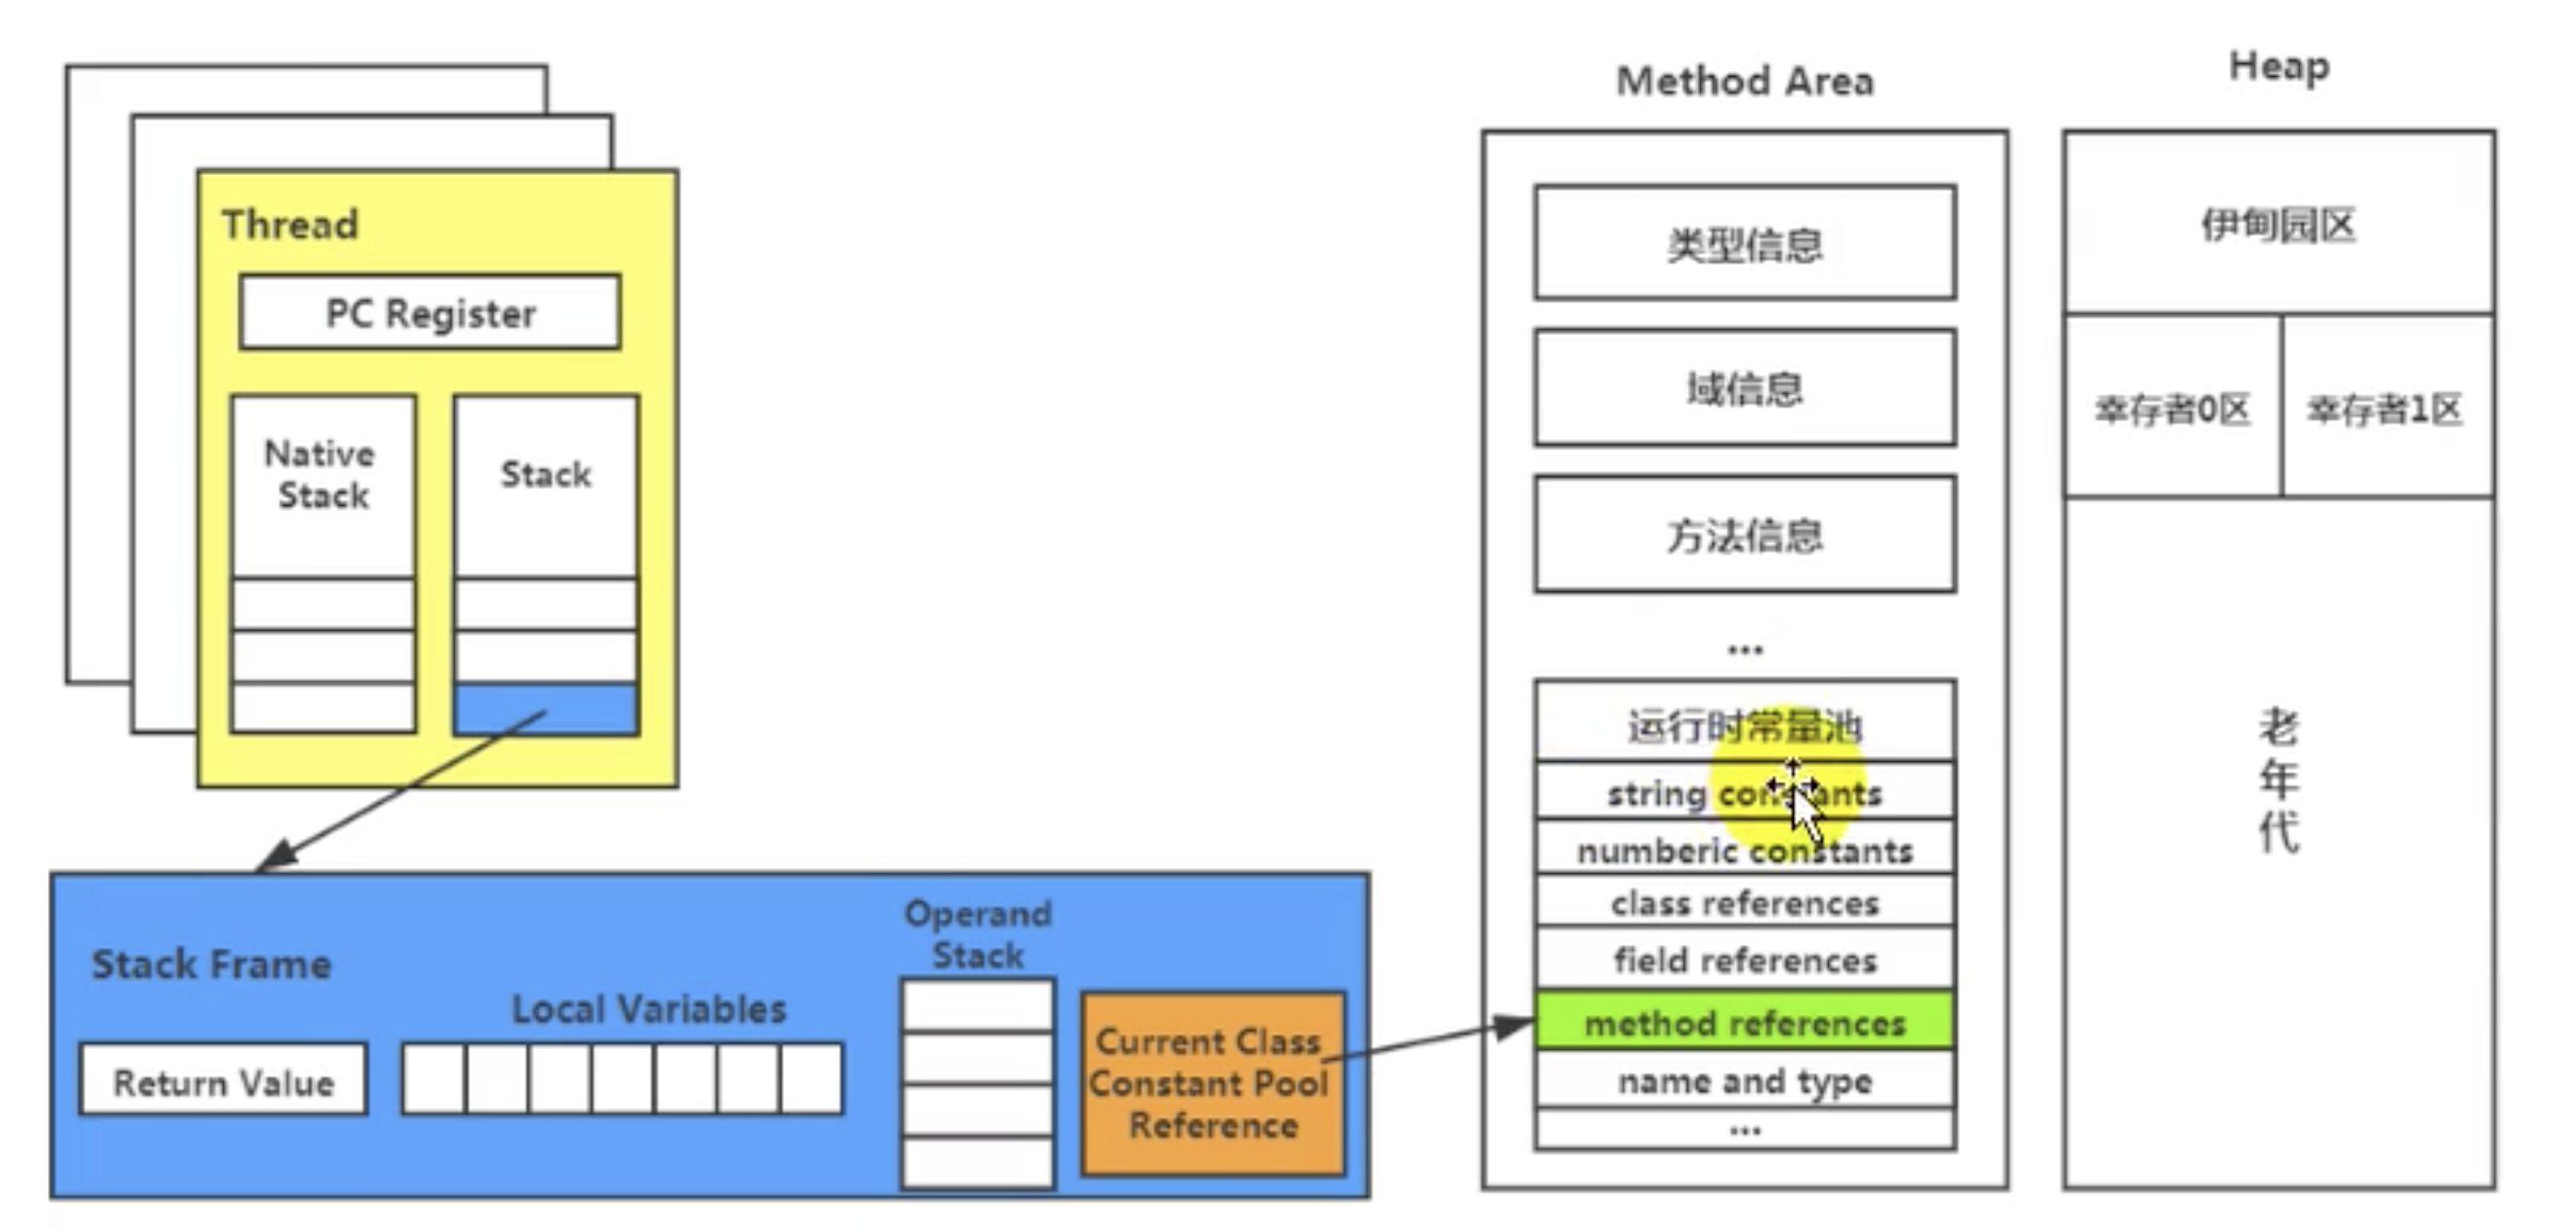 Thread
PC Register
Native
Stack
Stack
Stack Frame
Return Value
Local Variables
Operand
Stack
Current Class
Constant Pool
Reference
Method Area
类型信息
域信息
方法信息
...
运行时常量池
string constants
numberic constants
class references
field references
method references
name and type
...
Heap
伊甸园区
幸存者0区
幸存者1区
老
年
代